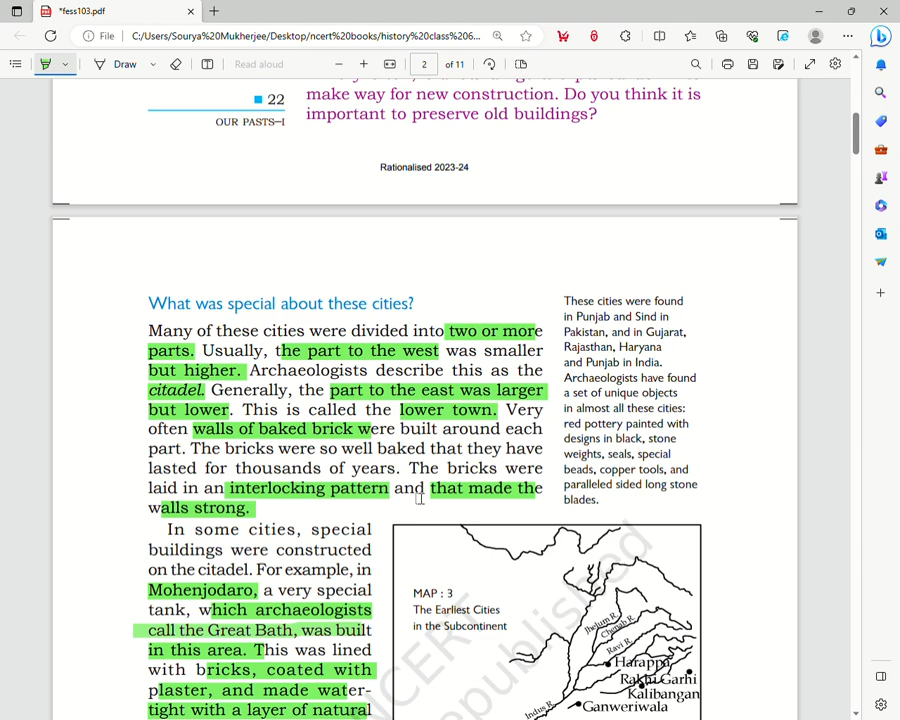 *fess103.pdf
File
C:/Users/Sourya%20Mukherjee/Desktop/ncert%20books/history%20class%206...
Draw
Read aloud
2
of 11
make way for new construction. Do you think it is
important to preserve old buildings?
22
OUR PASTS–I
Rationalised 2023-24
What was special about these cities?
Many of these cities were divided into two or more
parts. Usually, the part to the west was smaller
but higher. Archaeologists describe this as the
citadel. Generally, the part to the east was larger
but lower. This is called the lower town. Very
often walls of baked brick were built around each
part. The bricks were so well baked that they have
lasted for thousands of years. The bricks were
laid in an interlocking pattern and that made the
walls strong.
In some cities, special
buildings were constructed
on the citadel. For example, in
Mohenjodaro, a very special
tank, which archaeologists
call the Great Bath, was built
in this area. This was lined
with bricks, coated with
plaster, and made water-
tight with a layer of natural
These cities were found
in Punjab and Sind in
Pakistan, and in Gujarat,
Rajasthan, Haryana
and Punjab in India.
Archaeologists have found
a set of unique objects
in almost all these cities:
red pottery painted with
designs in black, stone
weights, seals, special
beads, copper tools, and
paralleled sided long stone
blades.
MAP : 3
The Earliest Cities
in the Subcontinent
Jhelum R.
Chenab R.
Ravi R.
Harappa
Rakhi Garhi
Kalibangan
Ganweriwala
Indus R.
NCERT
republished